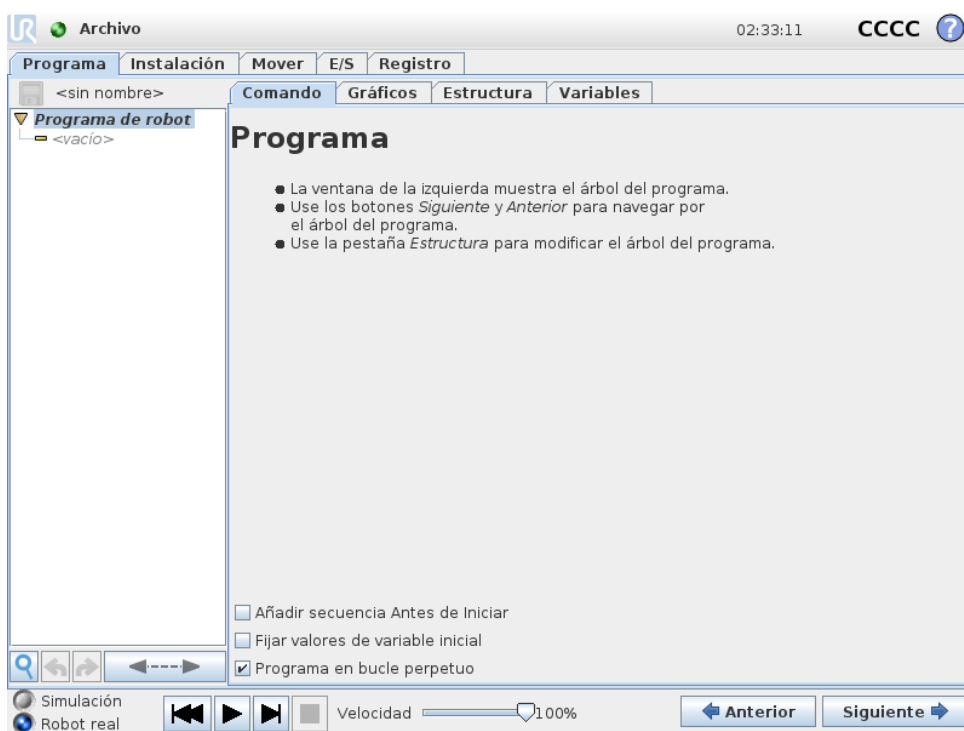 UR Archivo 02:33:11 CCCC ?
Programa Instalación Mover E/S Registro
<sin nombre> Comando Gráficos Estructura Variables
Programa de robot
<vacío>
Programa
La ventana de la izquierda muestra el árbol del programa.
Use los botones Siguiente y Anterior para navegar por
el árbol del programa.
Use la pestaña Estructura para modificar el árbol del programa.
Añadir secuencia Antes de Iniciar
Fijar valores de variable inicial
Programa en bucle perpetuo
Simulación
Robot real
Velocidad 100% Anterior Siguiente